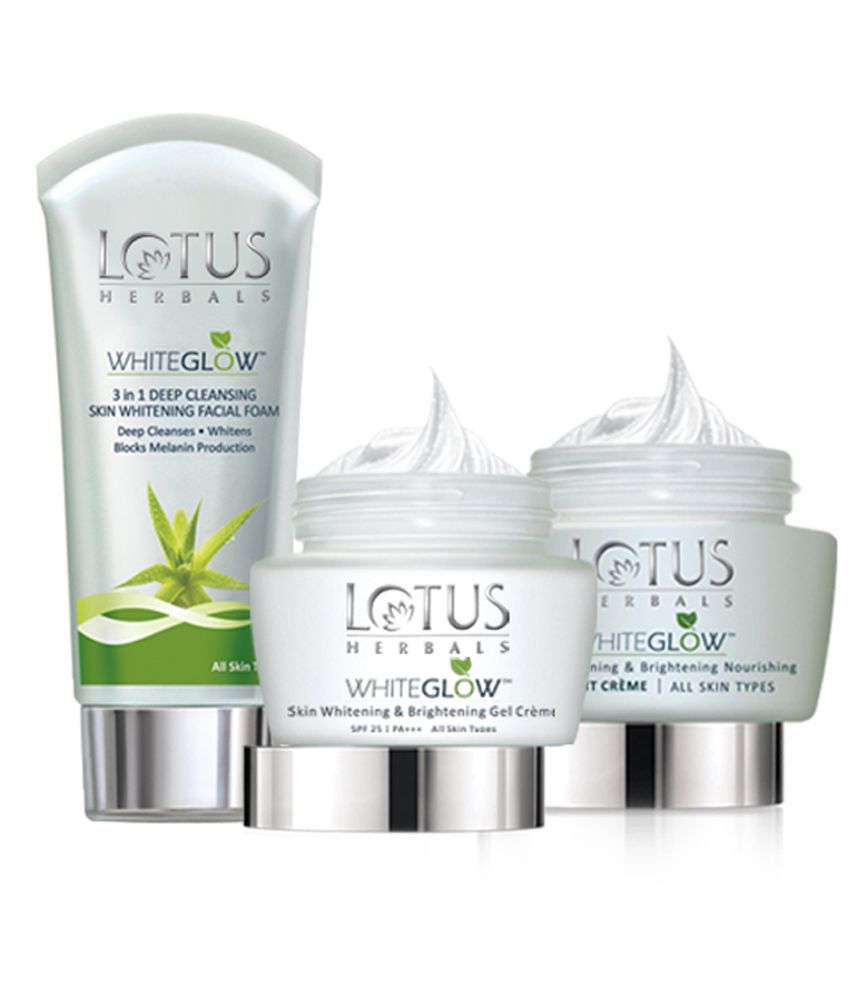 LOTUS
HERBALS
WHITEGLOW™
3 in 1 DEEP CLEANSING
SKIN WHITENING FACIAL FOAM
Deep Cleanses • Whitens
Blocks Melanin Production
All Skin T
LOTUS
HERBALS
WHITEGLOW™
Skin Whitening & Brightening Gel Crème
SPF 25 | PA+++ All Skin Types
LOTUS
HERBALS
WHITEGLOW™
ning & Brightening Nourishing
T CRÈME | ALL SKIN TYPES